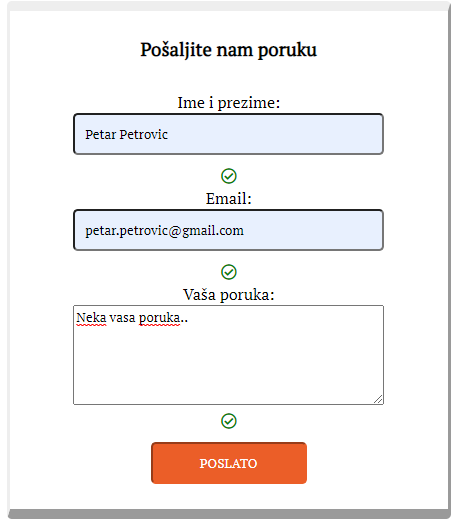 Pošaljite nam poruku
Ime i prezime:
Petar Petrovic
Email:
petar.petrovic@gmail.com
Vaša poruka:
Neka vasa poruka..
POSLATO